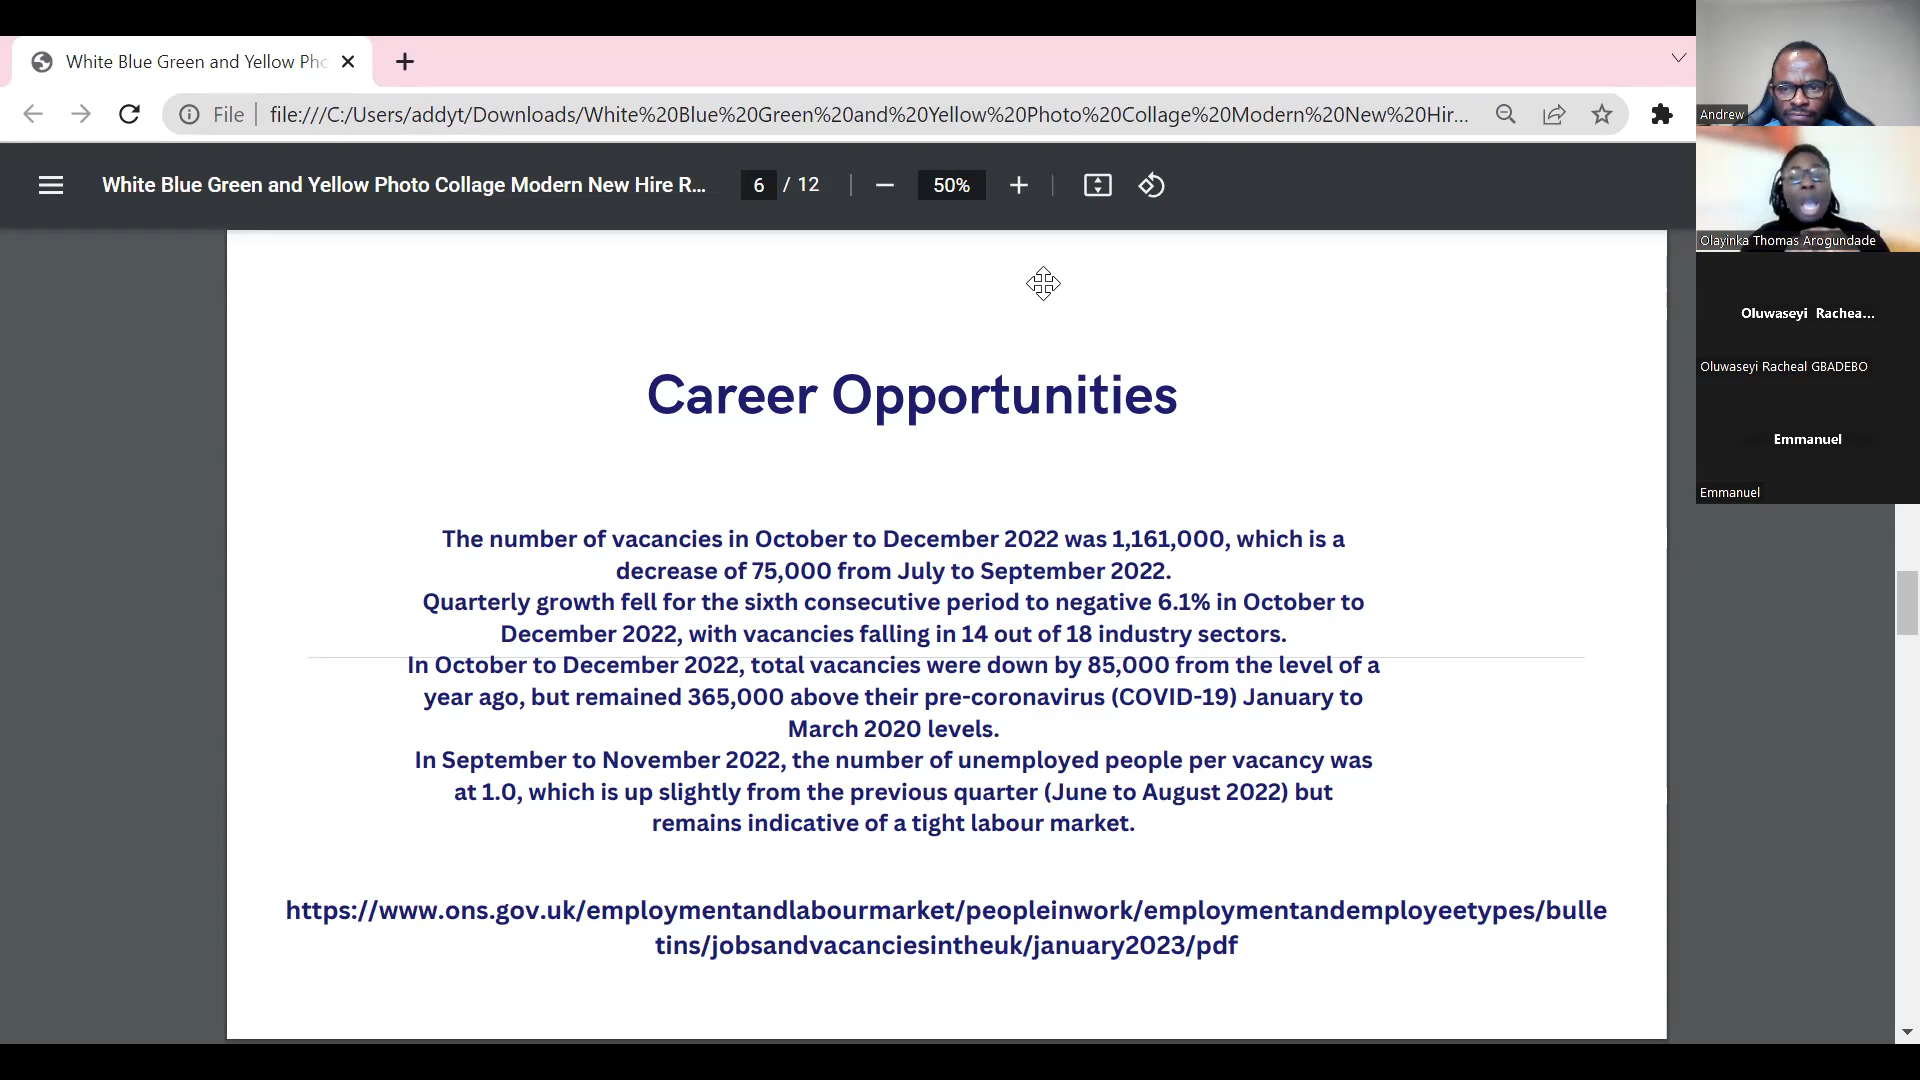 White Blue Green and Yellow Pho
File
file:///C:/Users/addyt/Downloads/White%20Blue%20Green%20and%20Yellow%20Photo%20Collage%20Modern%20New%20Hir...
White Blue Green and Yellow Photo Collage Modern New Hire R...
6 / 12
50%
Andrew
Olayinka Thomas Arogundade
Oluwaseyi Rachea...
Oluwaseyi Racheal GBADEBO
Emmanuel
Emmanuel
Career Opportunities
The number of vacancies in October to December 2022 was 1,161,000, which is a
decrease of 75,000 from July to September 2022.
Quarterly growth fell for the sixth consecutive period to negative 6.1% in October to
December 2022, with vacancies falling in 14 out of 18 industry sectors.
In October to December 2022, total vacancies were down by 85,000 from the level of a
year ago, but remained 365,000 above their pre-coronavirus (COVID-19) January to
March 2020 levels.
In September to November 2022, the number of unemployed people per vacancy was
at 1.0, which is up slightly from the previous quarter (June to August 2022) but
remains indicative of a tight labour market.
https://www.ons.gov.uk/employmentandlabourmarket/peopleinwork/employmentandemployeetypes/bulle
tins/jobsandvacanciesintheuk/january2023/pdf